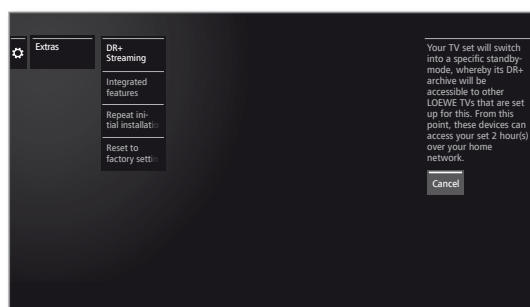 Extras
DR+
Streaming
Integrated
features
Repeat ini-
tial installatio
Reset to
factory settin
Your TV set will switch
into a specific standby-
mode, whereby its DR+
archive will be
accessible to other
LOEWE TVs that are set
up for this. From this
point, these devices can
access your set 2 hour(s)
over your home
network.
Cancel